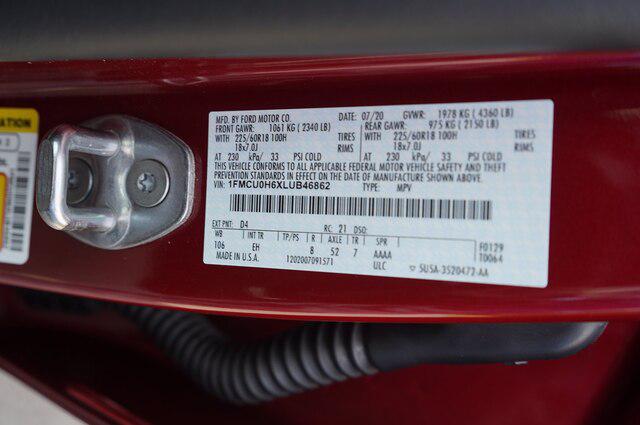 MFD. BY FORD MOTOR CO. DATE: 07/20 GVWR: 1978 KG ( 4360 LB)
FRONT GAWR: 1061 KG ( 2340 LB) REAR GAWR: 975 KG ( 2150 LB)
WITH 225/60R18 100H TIRES WITH 225/60R18 100H TIRES
18x7.0J RIMS 18x7.0J RIMS
AT 230 kPa/ 33 PSI COLD AT 230 kPa/ 33 PSI COLD
THIS VEHICLE CONFORMS TO ALL APPLICABLE FEDERAL MOTOR VEHICLE SAFETY AND THEFT
PREVENTION STANDARDS IN EFFECT ON THE DATE OF MANUFACTURE SHOWN ABOVE.
VIN: 1FMCU0H6XLUB46862 TYPE: MPV
EXT PNT: D4 RC: 21 DSO:
WB INT TR TP/PS R AXLE TR SPR F0129
106 EH 8 52 7 AAAA T0064
MADE IN U.S.A. 1202007091571 ULC 5USA-3520472-AA